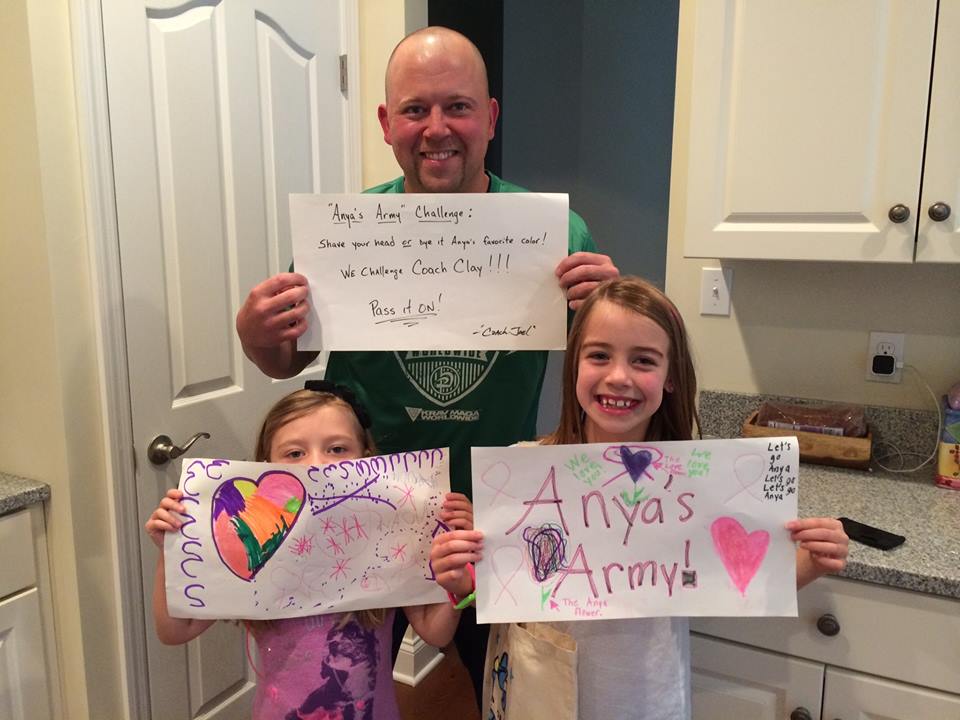 "Anya's Army" Challenge:
Shave your head or Dye it Anya's favorite color!
We Challenge Coach Clay!!!
Pass it ON!
-"Coach Joel"
WORLDWIDE
KRAV MAGA
WORLDWIDE
We
love
you
The Love
We
love
you
Let's
go
Anya
Let's go
Let's
Anya go
Anya's
Army!
The Anya
flower.